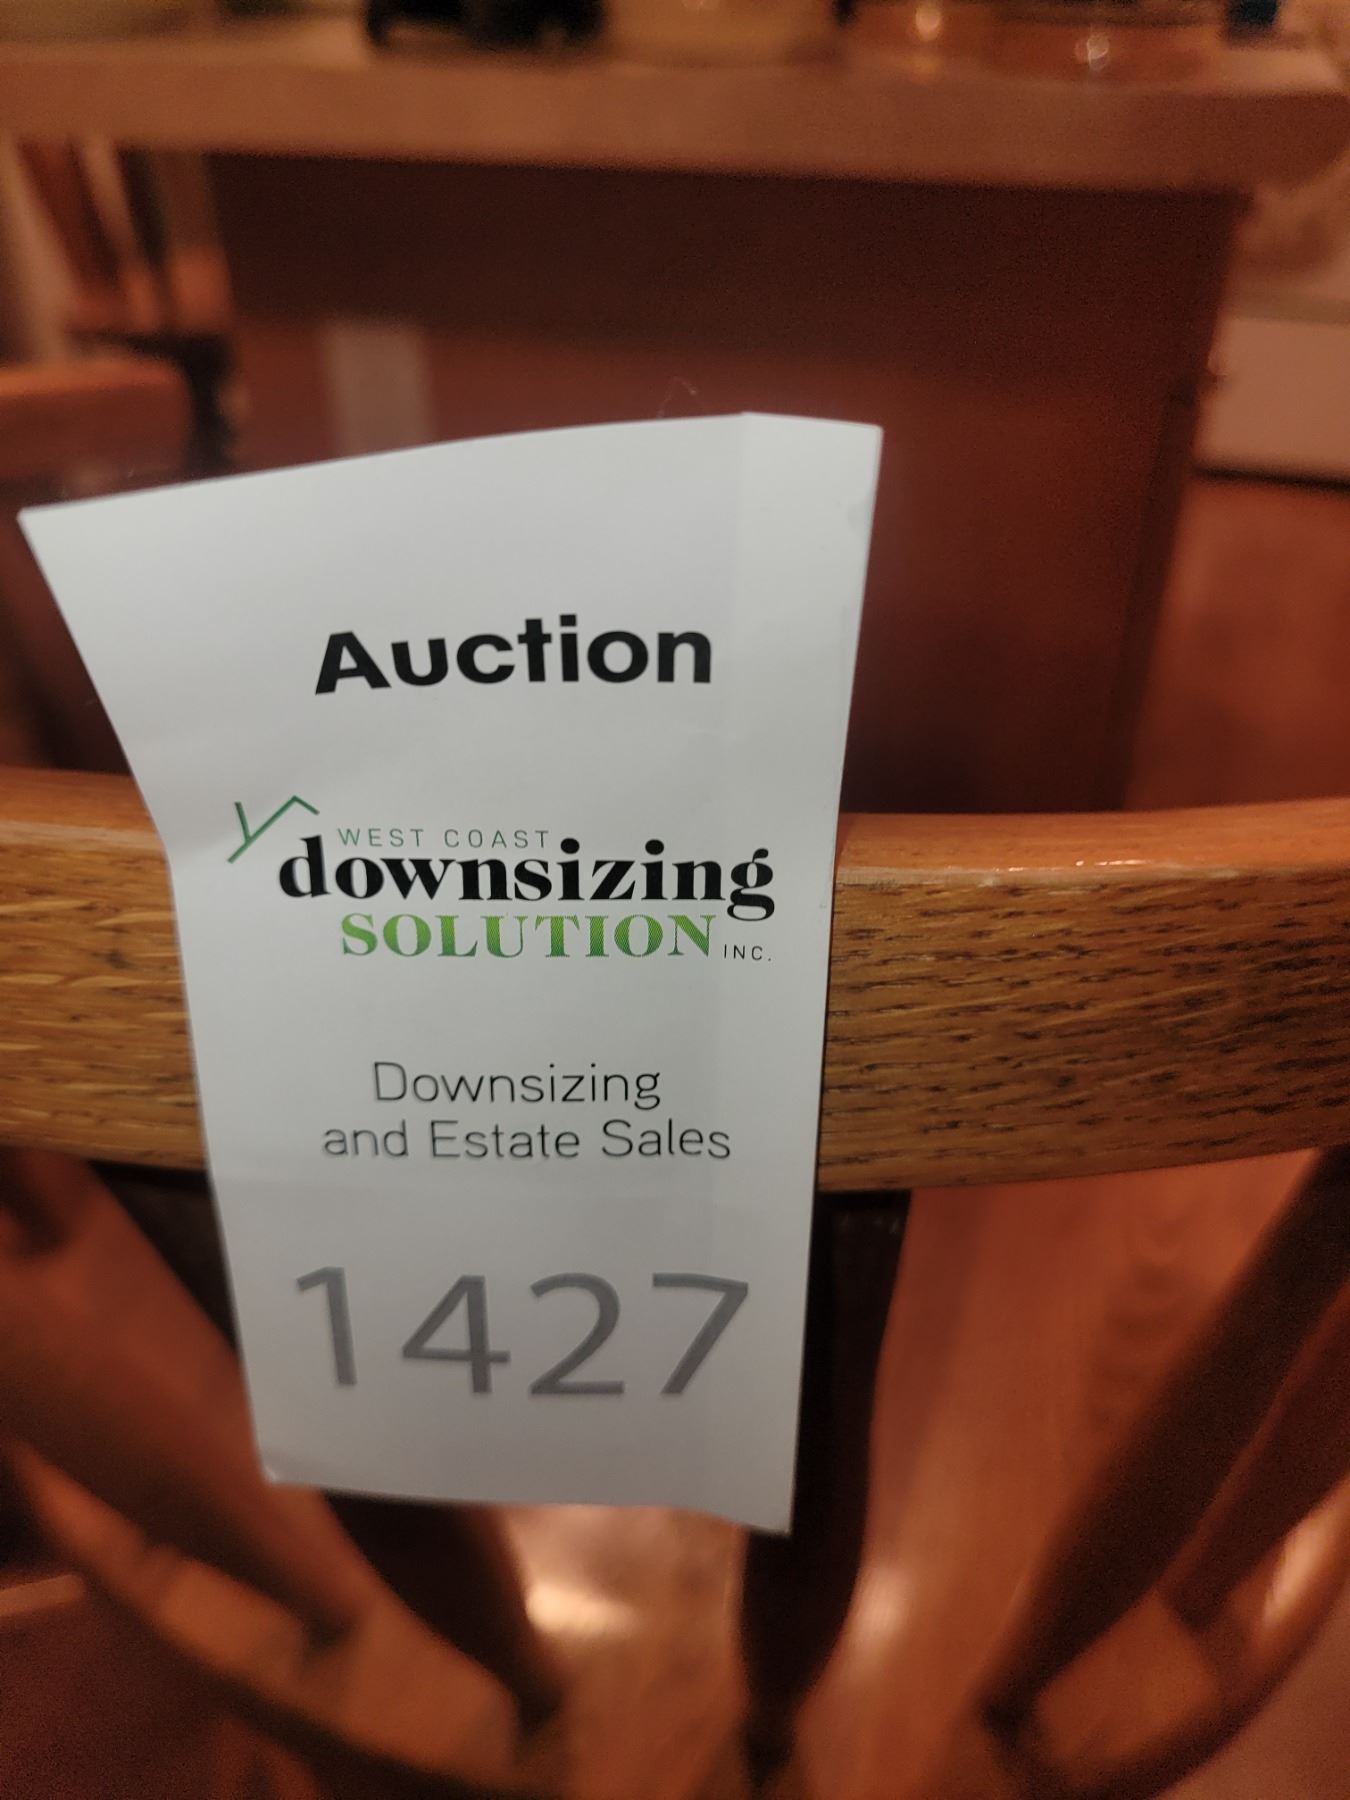 Auction
WEST COAST
downsizing
SOLUTION INC.
Downsizing
and Estate Sales
1427